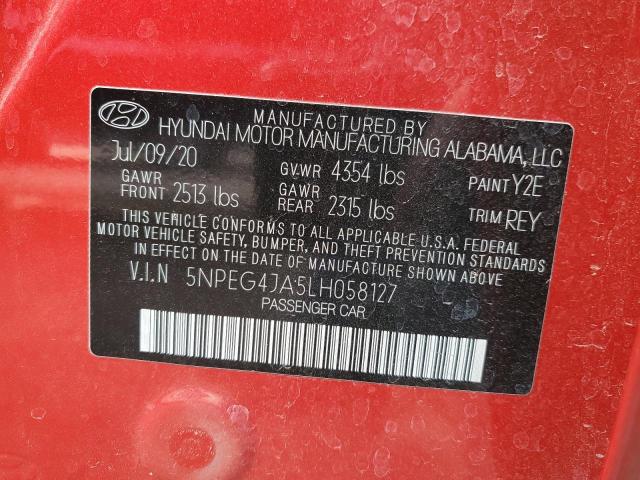 MANUFACTURED BY
HYUNDAI MOTOR MANUFACTURING ALABAMA, LLC
Jul/09/20 GVWR 4354 lbs PAINT Y2E
GAWR FRONT 2513 lbs GAWR REAR 2315 lbs TRIM REY
THIS VEHICLE CONFORMS TO ALL APPLICABLE U.S.A. FEDERAL
MOTOR VEHICLE SAFETY, BUMPER, AND THEFT PREVENTION STANDARDS
IN EFFECT ON THE DATE OF MANUFACTURE SHOWN ABOVE
V.I.N 5NPEG4JA5LH058127
PASSENGER CAR